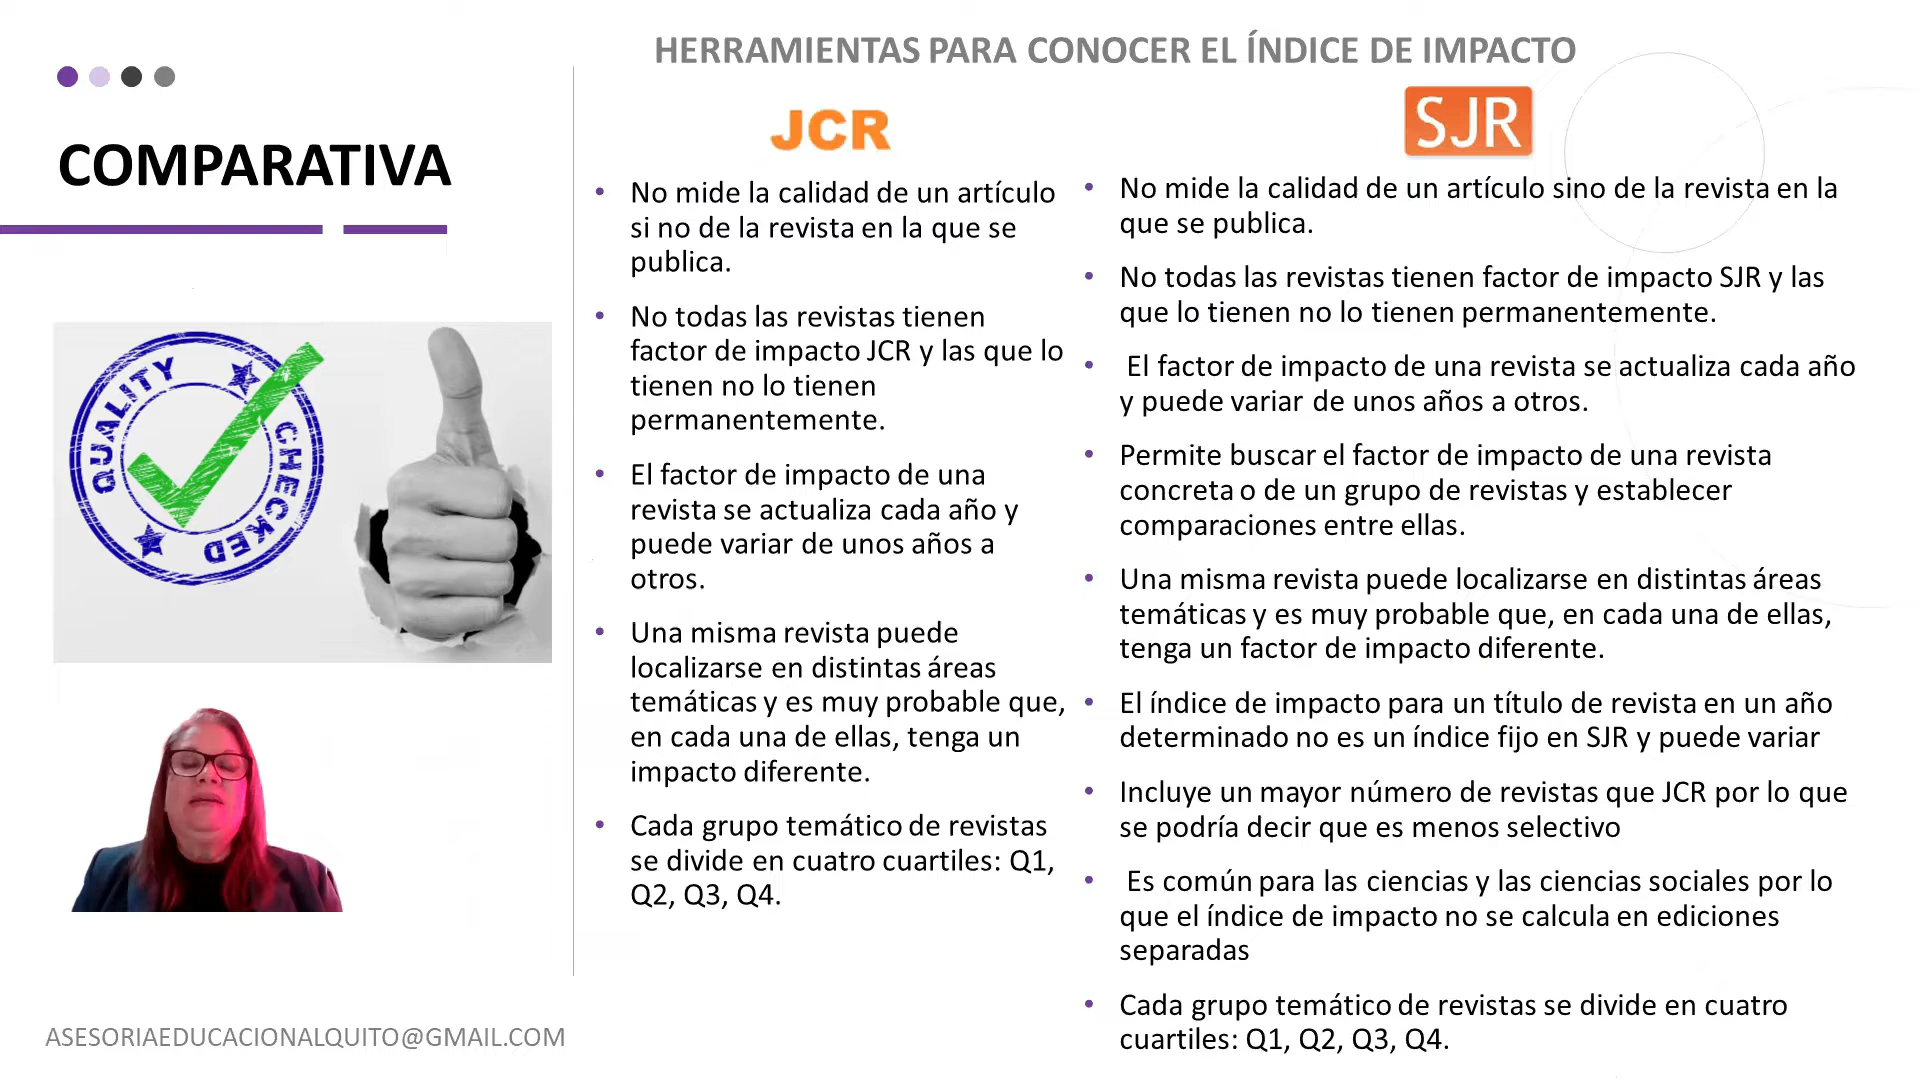 HERRAMIENTAS PARA CONOCER EL ÍNDICE DE IMPACTO
COMPARATIVA
QUALITY
CHECKED
ASESORIAEDUCACIONALQUITO@GMAIL.COM
JCR
• No mide la calidad de un artículo
si no de la revista en la que se
publica.
• No todas las revistas tienen
factor de impacto JCR y las que lo
tienen no lo tienen
permanentemente.
• El factor de impacto de una
revista se actualiza cada año y
puede variar de unos años a
otros.
• Una misma revista puede
localizarse en distintas áreas
temáticas y es muy probable que,
en cada una de ellas, tenga un
impacto diferente.
• Cada grupo temático de revistas
se divide en cuatro cuartiles: Q1,
Q2, Q3, Q4.
SJR
• No mide la calidad de un artículo sino de la revista en la
que se publica.
• No todas las revistas tienen factor de impacto SJR y las
que lo tienen no lo tienen permanentemente.
• El factor de impacto de una revista se actualiza cada año
y puede variar de unos años a otros.
• Permite buscar el factor de impacto de una revista
concreta o de un grupo de revistas y establecer
comparaciones entre ellas.
• Una misma revista puede localizarse en distintas áreas
temáticas y es muy probable que, en cada una de ellas,
tenga un factor de impacto diferente.
• El índice de impacto para un título de revista en un año
determinado no es un índice fijo en SJR y puede variar
• Incluye un mayor número de revistas que JCR por lo que
se podría decir que es menos selectivo
• Es común para las ciencias y las ciencias sociales por lo
que el índice de impacto no se calcula en ediciones
separadas
• Cada grupo temático de revistas se divide en cuatro
cuartiles: Q1, Q2, Q3, Q4.